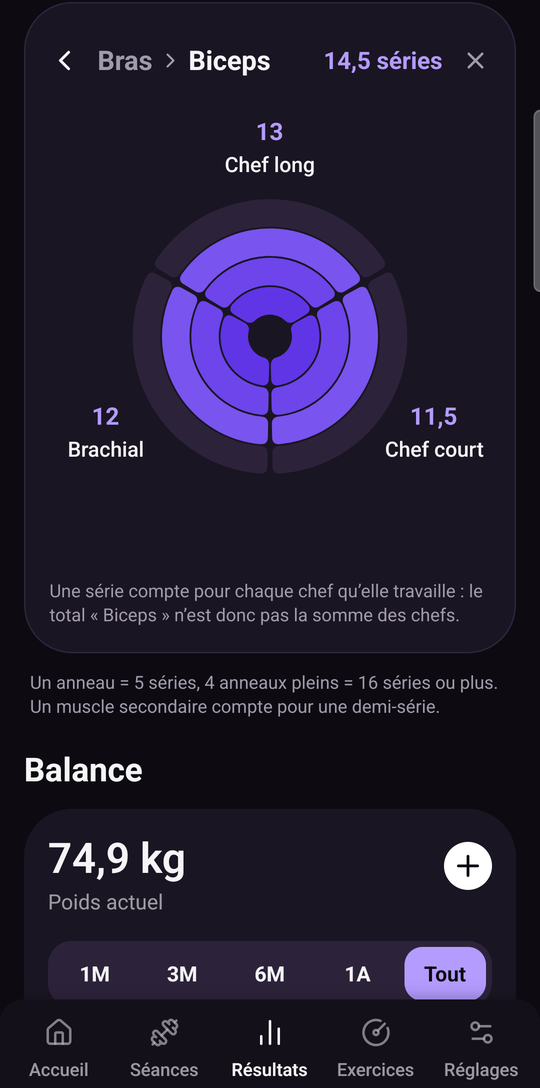 Bras > Biceps 14,5 séries
13
Chef long
12
Brachial
11,5
Chef court
Une série compte pour chaque chef qu’elle travaille : le
total « Biceps » n’est donc pas la somme des chefs.
Un anneau = 5 séries, 4 anneaux pleins = 16 séries ou plus.
Un muscle secondaire compte pour une demi-série.
Balance
74,9 kg
Poids actuel
1M 3M 6M 1A Tout
Accueil Séances Résultats Exercices Réglages